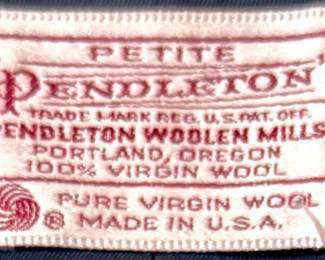 PETITE
PENDLETON®
TRADE MARK REG. U.S. PAT. OFF.
PENDLETON WOOLEN MILLS
PORTLAND, OREGON
100% VIRGIN WOOL
PURE VIRGIN WOOL
® MADE IN U.S.A.